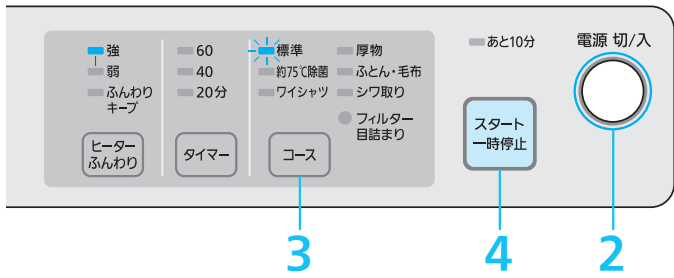 強
弱
ふんわり
キープ
ヒーター
ふんわり
60
40
20分
タイマー
標準
約75℃除菌
ワイシャツ
コース
厚物
ふとん・毛布
シワ取り
フィルター
目詰まり
あと10分
スタート
一時停止
電源 切/入
3
4
2